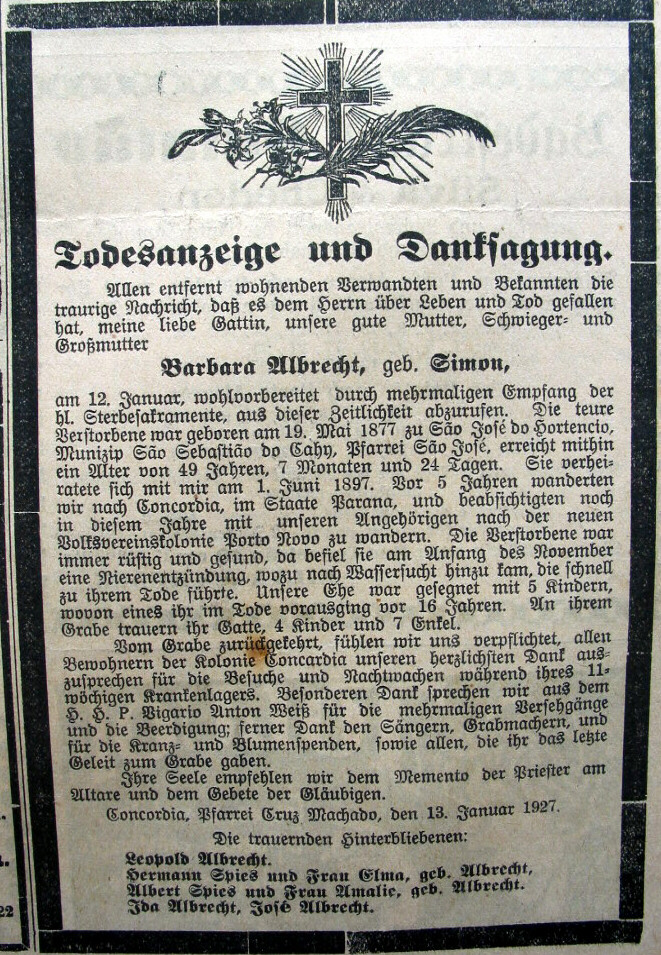 Todesanzeige und Danksagung.
Allen entfernt wohnenden Verwandten und Bekannten die
traurige Nachricht, daß es dem Herrn über Leben und Tod gefallen
hat, meine liebe Gattin, unsere gute Mutter, Schwieger- und
Großmutter
Barbara Albrecht, geb. Simon,
am 12. Januar, wohlvorbereitet durch mehrmaligen Empfang der
hl. Sterbesakramente, aus dieser Zeitlichkeit abzurufen. Die teure
Verstorbene war geboren am 19. Mai 1877 zu São José do Hortencio,
Munizip São Sebastião do Cahy, Pfarrei São José, erreicht mithin
ein Alter von 49 Jahren, 7 Monaten und 24 Tagen. Sie verhei-
ratete sich mit mir am 1. Juni 1897. Vor 5 Jahren wanderten
wir nach Concordia, im Staate Parana, und beabsichtigten noch
in diesem Jahre mit unseren Angehörigen nach der neuen
Volksvereinskolonie Porto Novo zu wandern. Die Verstorbene war
immer rüstig und gesund, da befiel sie am Anfang des November
eine Nierenentzündung, wozu nach Wassersucht hinzu kam, die schnell
zu ihrem Tode führte. Unsere Ehe war gesegnet mit 5 Kindern,
wovon eines ihr im Tode vorausging vor 16 Jahren. An ihrem
Grabe trauern ihr Gatte, 4 Kinder und 7 Enkel.
Vom Grabe zurückgekehrt, fühlen wir uns verpflichtet, allen
Bewohnern der Kolonie Concordia unseren herzlichsten Dank aus-
zusprechen für die Besuche und Nachtwachen während ihres 11-
wöchigen Krankenlagers. Besonderen Dank sprechen wir aus dem
H. H. P. Vigario Anton Weiß für die mehrmaligen Versehgänge
und die Beerdigung; ferner Dank den Sängern, Grabmachern, und
für die Kranz- und Blumenspenden, sowie allen, die ihr das letzte
Geleit zum Grabe gaben.
Ihre Seele empfehlen wir dem Memento der Priester am
Altare und dem Gebete der Gläubigen.
Concordia, Pfarrei Cruz Machado, den 13. Januar 1927.
Die trauernden Hinterbliebenen:
Leopold Albrecht.
Hermann Spies und Frau Elma, geb. Albrecht,
Albert Spies und Frau Amalie, geb. Albrecht.
Ida Albrecht, José Albrecht.
22